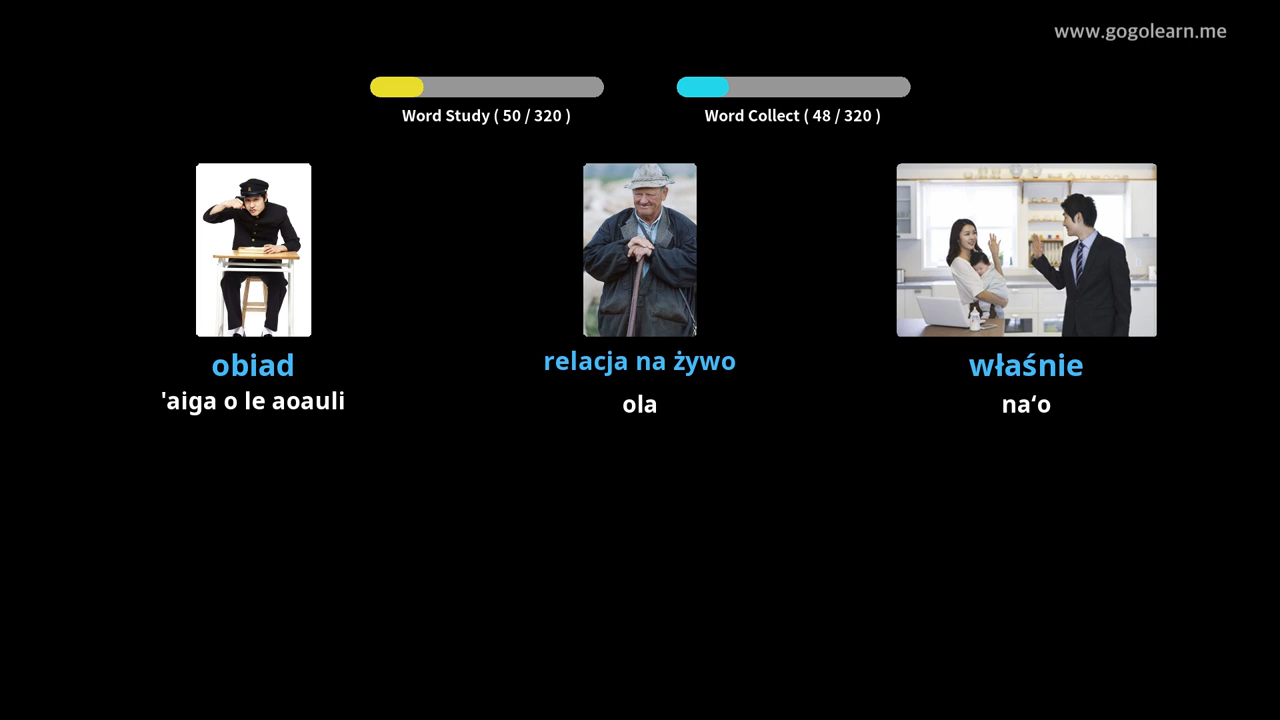 www.gogolearn.me
Word Study ( 50 / 320 )
Word Collect ( 48 / 320 )
obiad
'aiga o le aoauli
relacja na żywo
ola
właśnie
naʻo